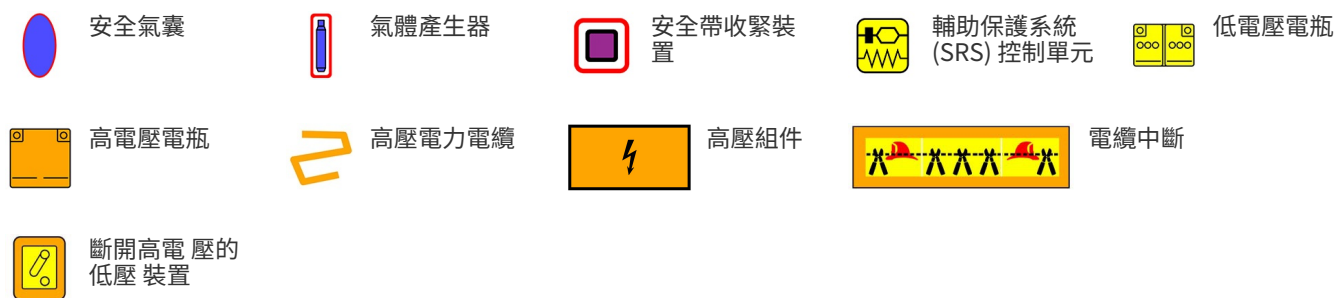 安全氣囊
氣體產生器
安全帶收緊裝
置
輔助保護系統
(SRS) 控制單元
低電壓電瓶
高電壓電瓶
高壓電力電纜
高壓組件
電纜中斷
斷開高電 壓的
低壓 裝置